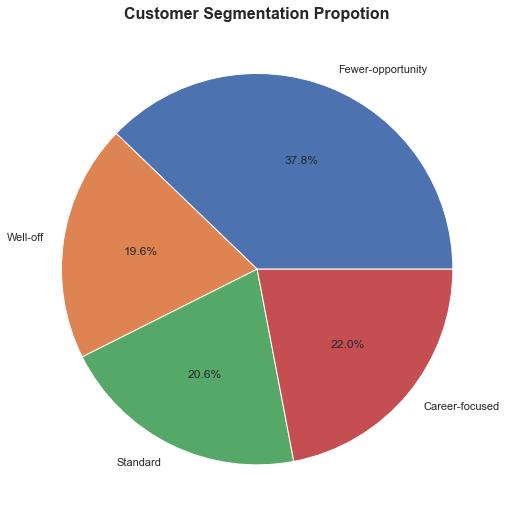 Customer Segmentation Propotion
Fewer-opportunity
37.8%
Well-off
19.6%
20.6%
22.0%
Career-focused
Standard